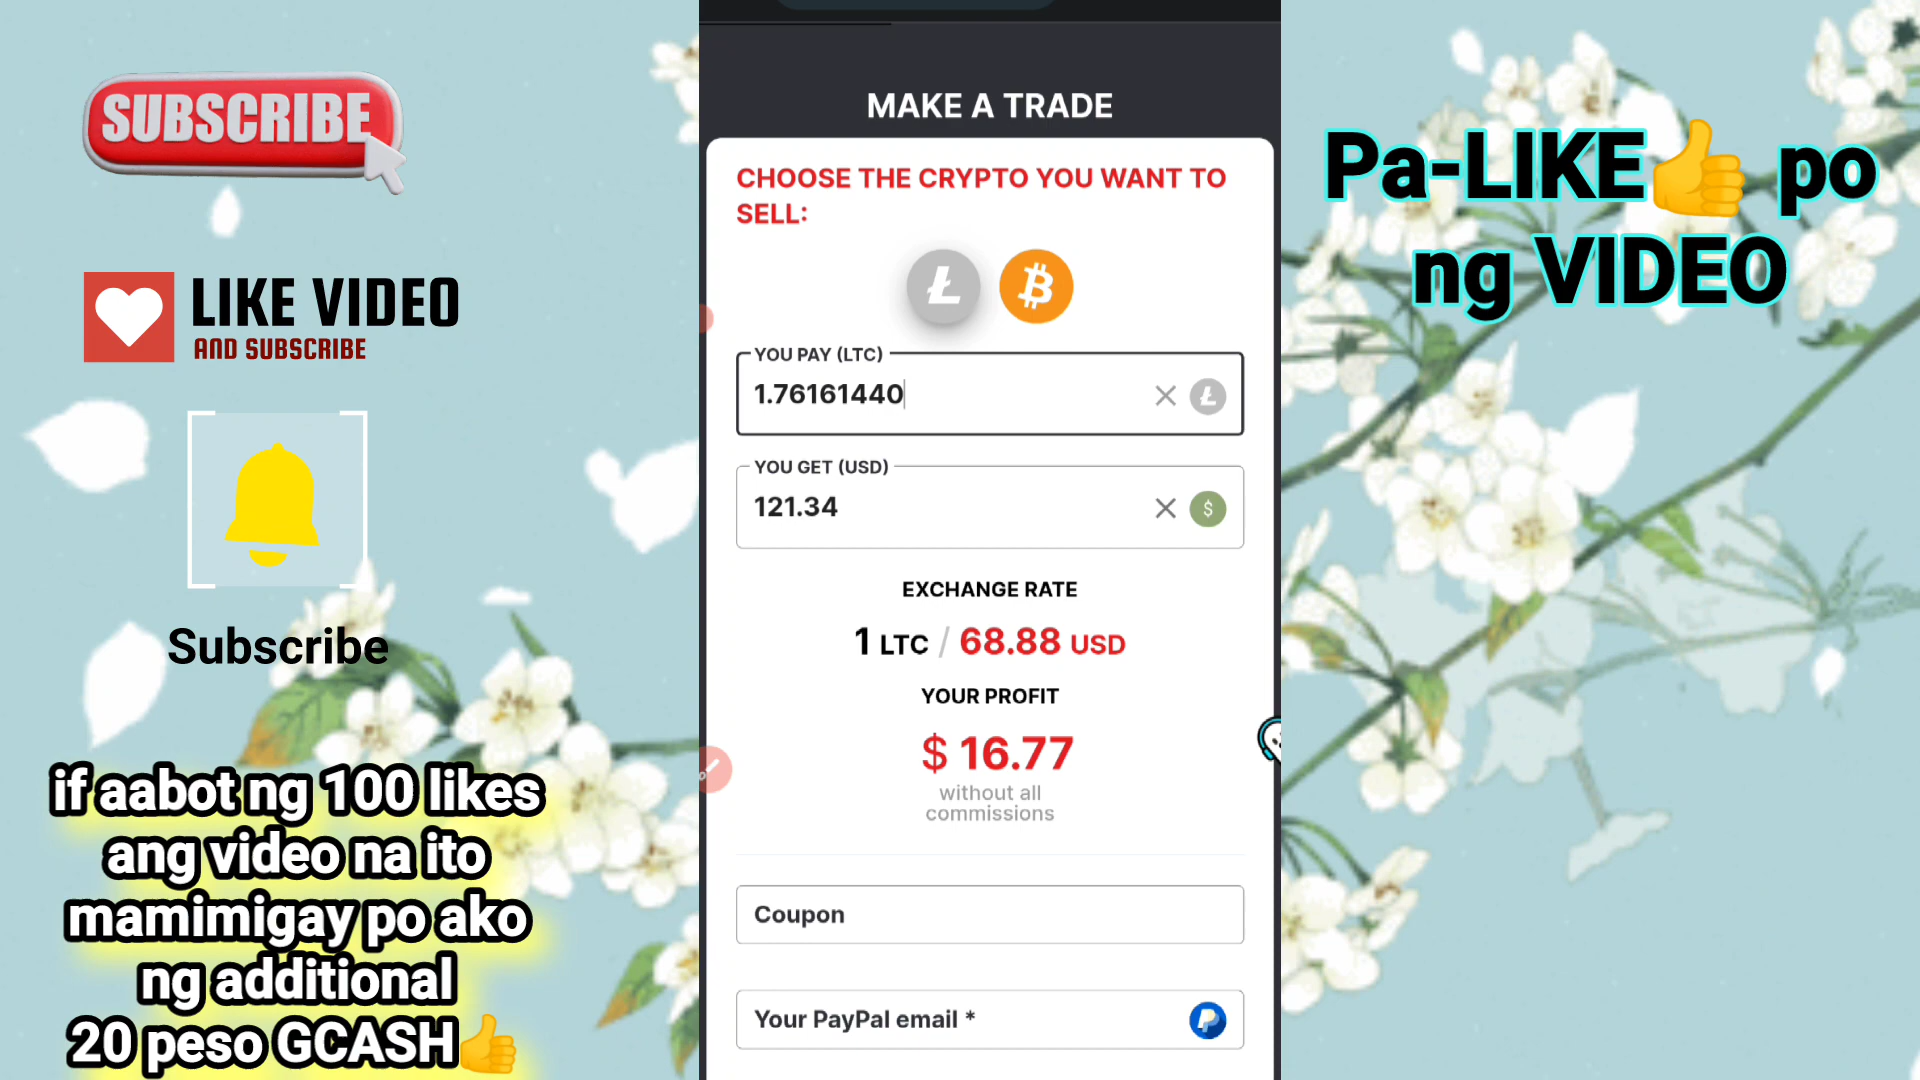 SUBSCRIBE
LIKE VIDEO
AND SUBSCRIBE
Subscribe
if aabot ng 100 likes
ang video na ito
mamimigay po ako
ng additional
20 peso GCASH👍
MAKE A TRADE
CHOOSE THE CRYPTO YOU WANT TO
SELL:
YOU PAY (LTC)
1.76161440
YOU GET (USD)
121.34
EXCHANGE RATE
1 LTC / 68.88 USD
YOUR PROFIT
$ 16.77
without all
commissions
Coupon
Your PayPal email *
Pa-LIKE👍 po
ng VIDEO